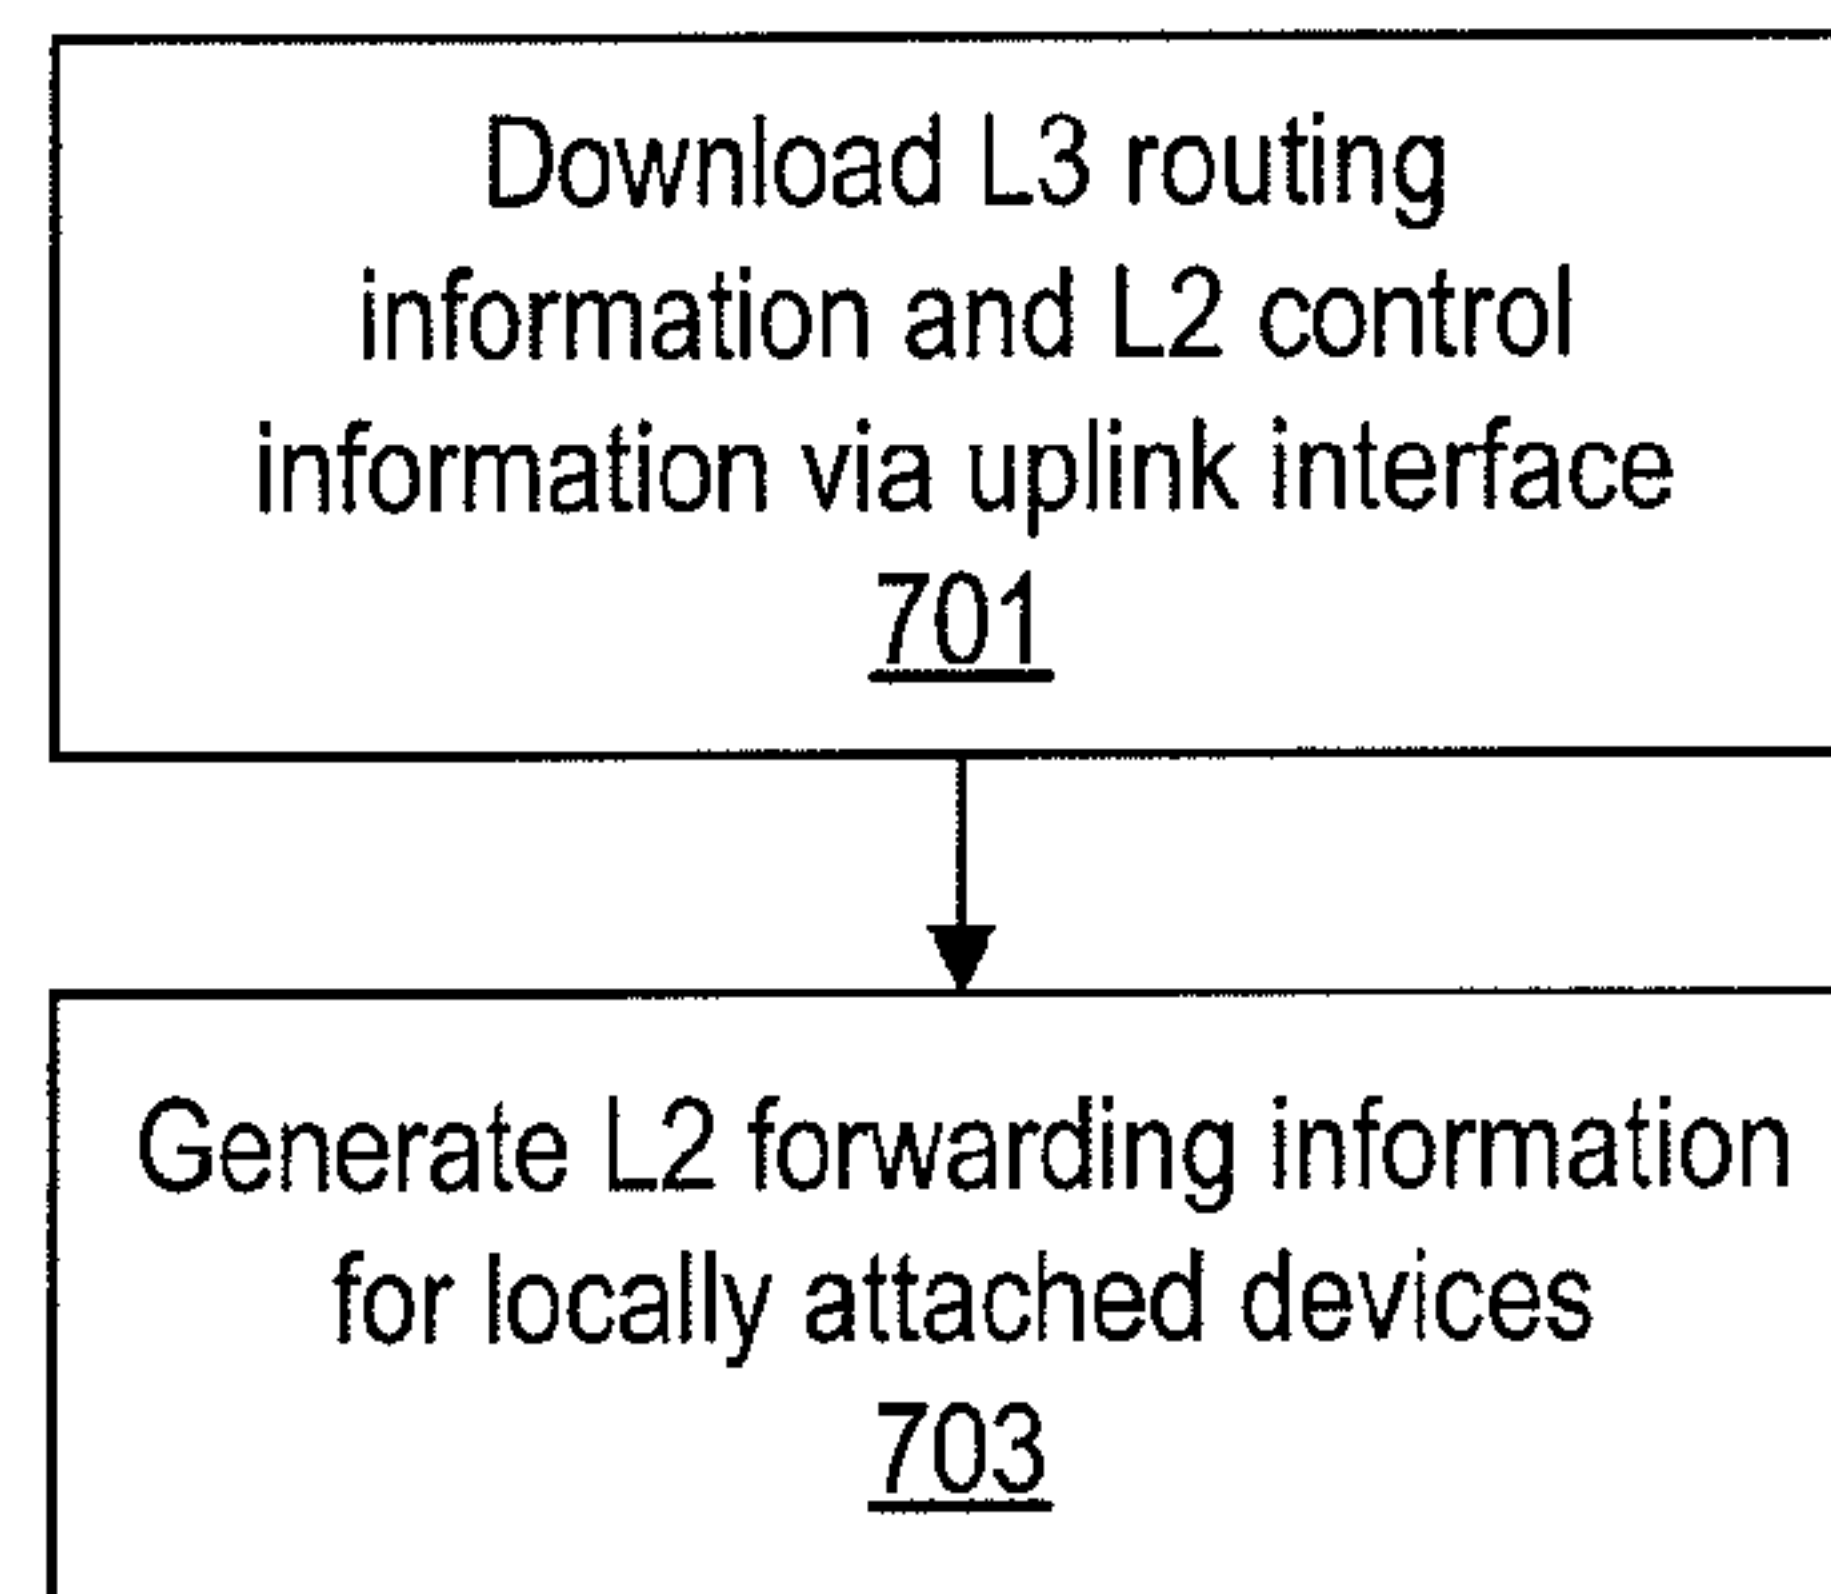 Download L3 routing
information and L2 control
information via uplink interface
701
Generate L2 forwarding information
for locally attached devices
703